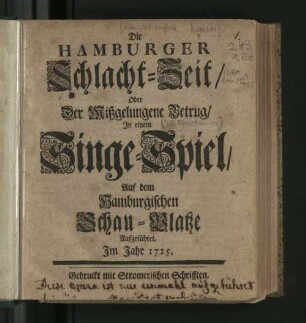 Die
HAMBURGER
Schlacht-Zeit/
Oder
Der Mißgelungene Betrug/
In einem
Singe-Spiel/
Auf dem
Hamburgischen
Schau-Platze
Aufgeführet.
Im Jahr 1725.
Gedruckt mit Stromerischen Schrifften.
Diese opera ist nur einmahl aufgeführet